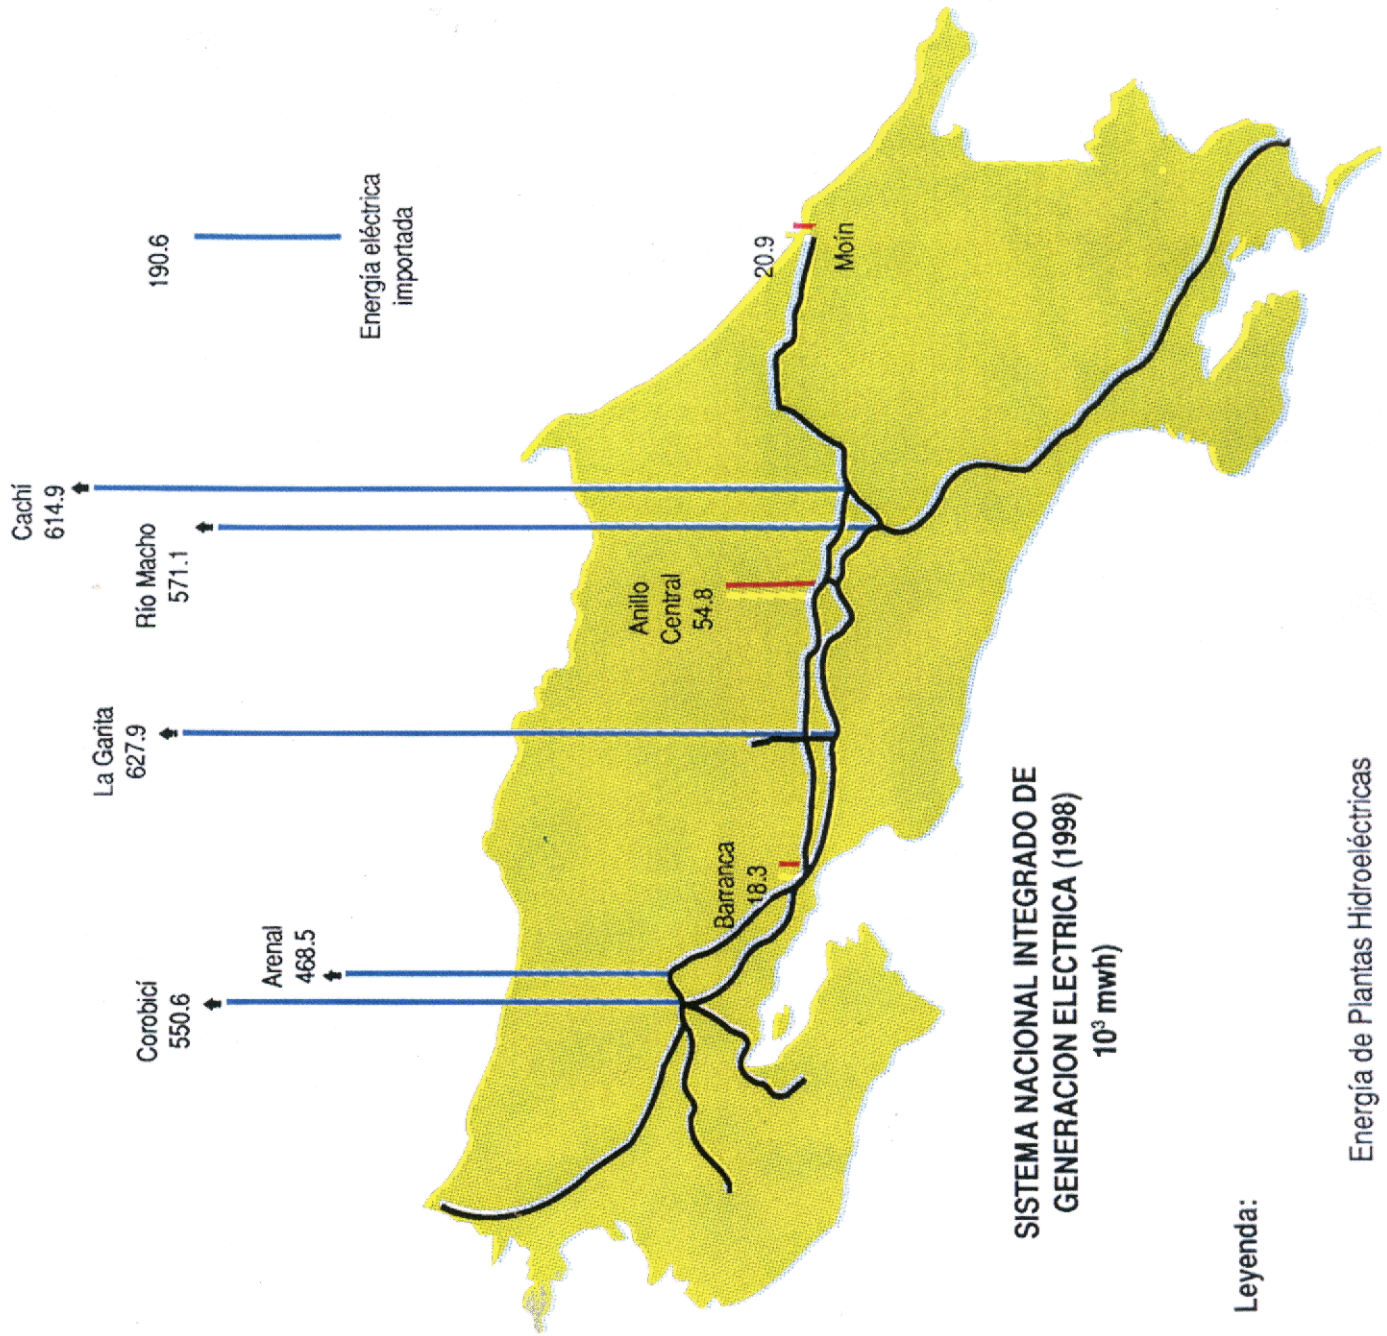 Cachí
614.9
La Garita
627.9
Río Macho
571.1
Corobicí
550.6
190.6
Energía eléctrica
importada
Arenal
468.5
Anillo
Central
54.8
Barranca
18.3
20.9
Moín
SISTEMA NACIONAL INTEGRADO DE
GENERACION ELECTRICA (1998)
10³ mwh
Leyenda:
Energía de Plantas Hidroeléctricas